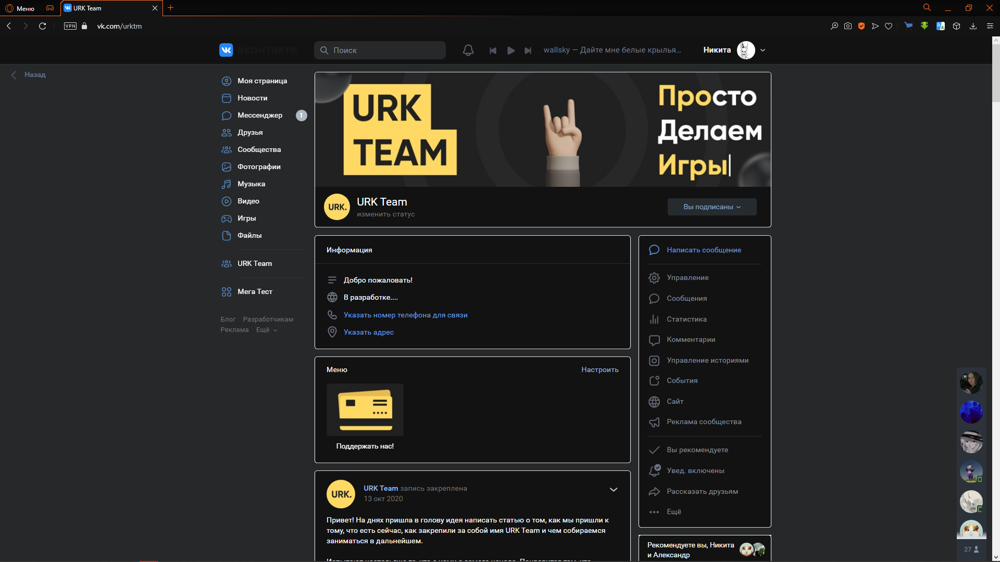 Меню
URK Team
VPN
vk.com/urktm
вконтакте
Поиск
wallsky — Дайте мне белые крылья...
Никита
Назад
Моя страница
Новости
Мессенджер 1
Друзья
Сообщества
Фотографии
Музыка
Видео
Игры
Файлы
URK Team
Мега Тест
Блог Разработчикам
Реклама Ещё
URK
TEAM
Просто
Делаем
Игры
URK.
URK Team
изменить статус
Вы подписаны
Информация
Добро пожаловать!
В разработке....
Указать номер телефона для связи
Указать адрес
Меню
Настроить
Поддержать нас!
URK.
URK Team запись закреплена
13 окт 2020
Привет! На днях пришла в голову идея написать статью о том, как мы пришли к
тому, что есть сейчас, как закрепили за собой имя URK Team и чем собираемся
заниматься в дальнейшем.
Написать сообщение
Управление
Сообщения
Статистика
Комментарии
Управление историями
События
Сайт
Реклама сообщества
Вы рекомендуете
Увед. включены
Рассказать друзьям
Ещё
Рекомендуете вы, Никита
и Александр
27